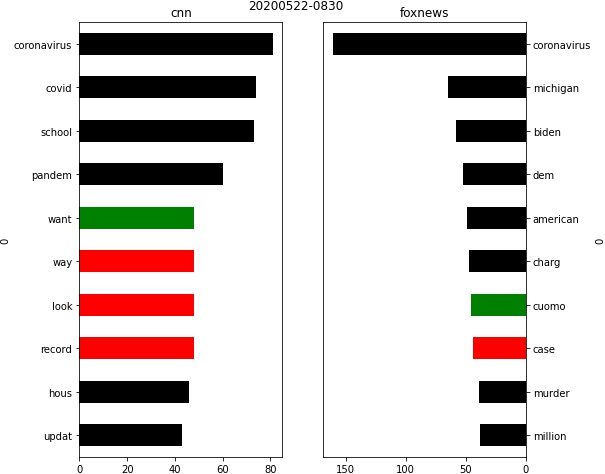 20200522-0830
cnn
foxnews
coronavirus
covid
school
pandem
want
way
look
record
hous
updat
0
0 20 40 60 80
coronavirus
michigan
biden
dem
american
charg
cuomo
case
murder
million
0
150 100 50 0